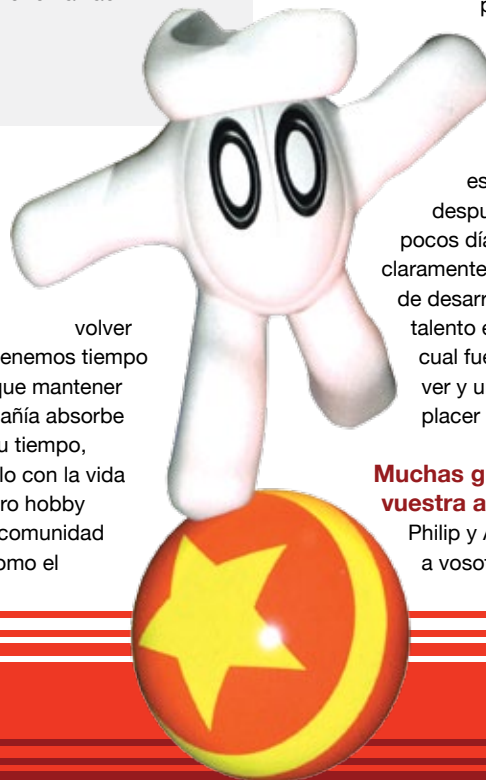 volver
enemos tiempo
que mantener
añía absorbe
u tiempo,
lo con la vida
ro hobby
comunidad
omo el
p
es
despu
pocos día
claramente
de desarr
talento e
cual fue
ver y u
placer
Muchas g
vuestra a
Philip y A
a vosot